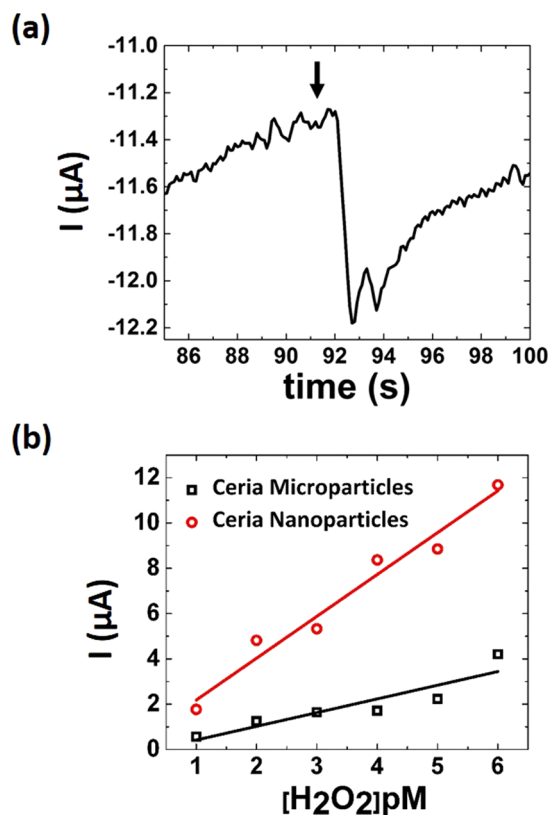 (a)
-11.0
-11.2
-11.4
-11.6
-11.8
-12.0
-12.2
I (μA)
86 88 90 92 94 96 98 100
time (s)
(b)
12
10
8
6
4
2
0
I (μA)
Ceria Microparticles
Ceria Nanoparticles
1 2 3 4 5 6
[H2O2]pM